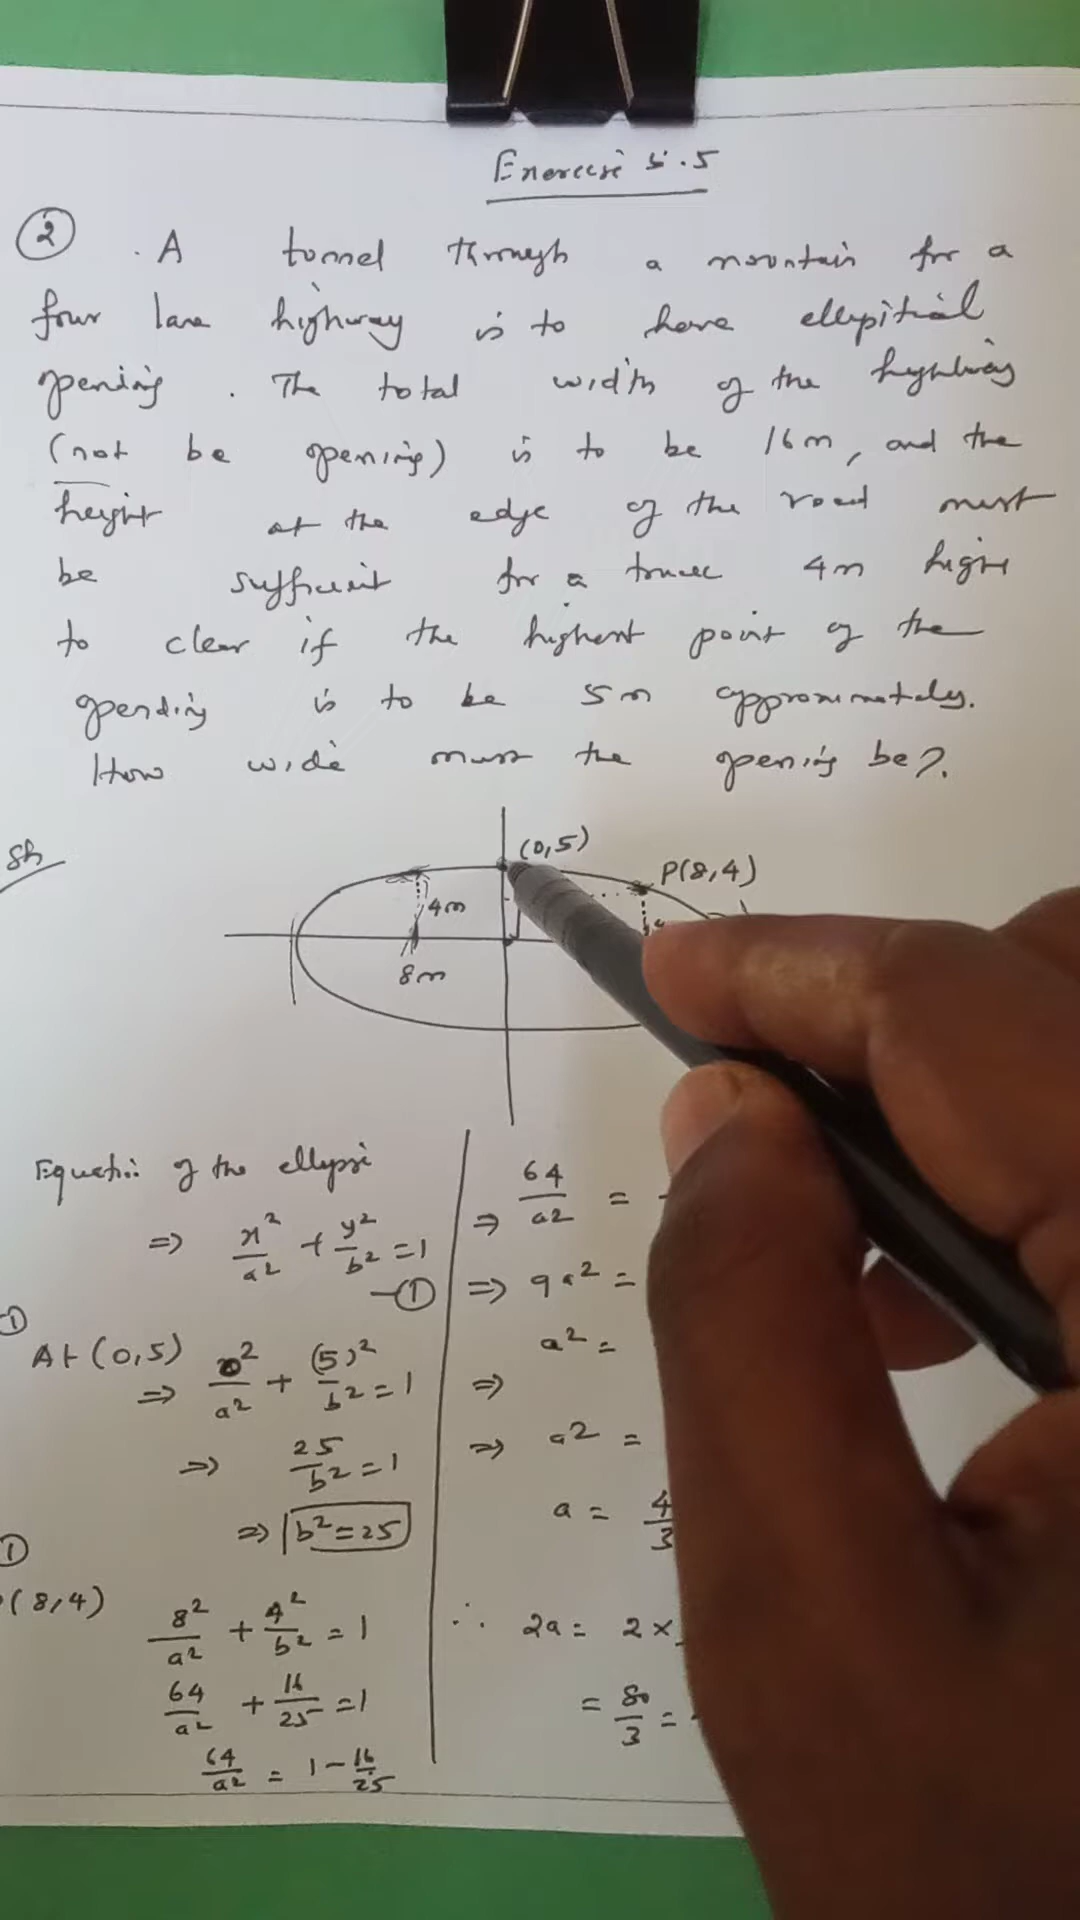 Exercise 5.5
2
A tunnel through a mountain for a
four lane highway is to have elliptical
opening. The total width of the highway
(not be opening) is to be 16m, and the
height at the edge of the road must
be sufficient for a truck 4m high
to clear if the highest point of the
opening is to be 5m approximately.
How wide must the opening be?
(0,5)
P(8,4)
4m
8m
Equation of the ellipse
⇒ x²/a² + y²/b² = 1
—①
①
At (0,5) 0²/a² + (5)²/b² = 1
⇒
⇒ 25/b² = 1
⇒ b² = 25
①
(8,4)
8²/a² + 4²/b² = 1
64/a² + 16/25 = 1
64/a² = 1 - 16/25
⇒ 64/a² =
⇒ 9a² =
a² =
⇒
⇒ a² =
a = 4 /3
∴ 2a = 2 ×
= 80/3 =